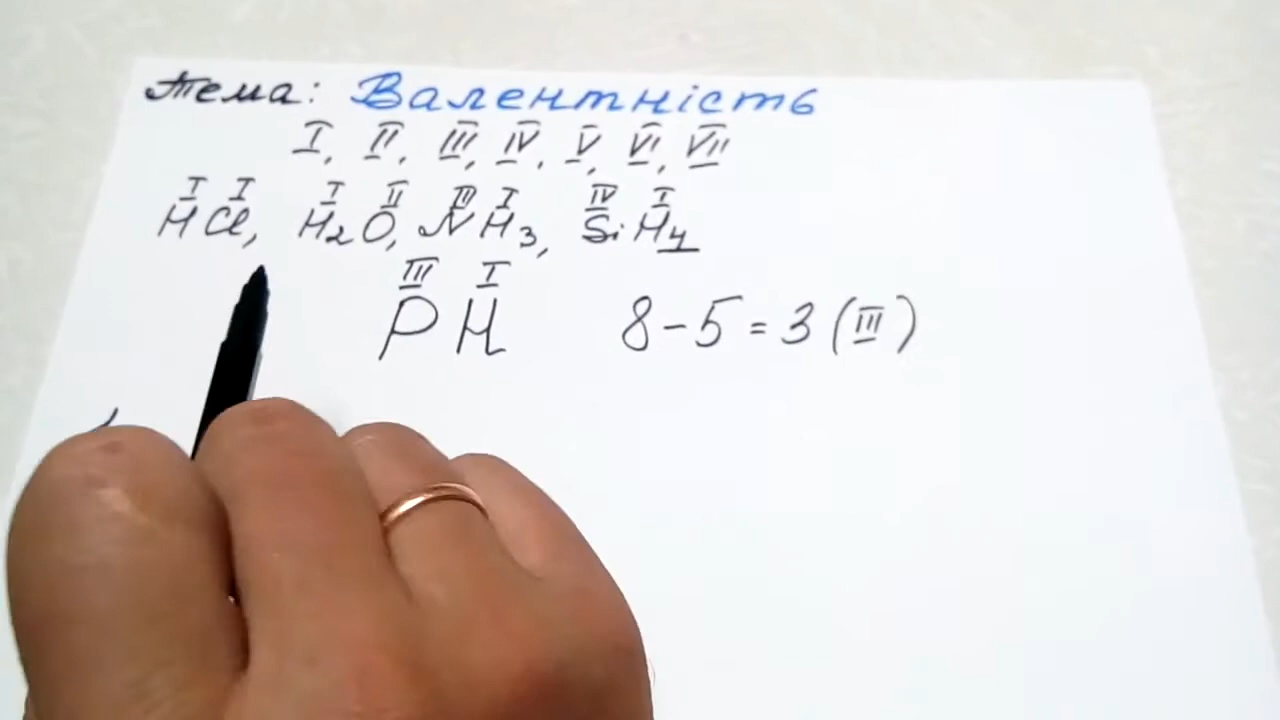 Тема: Валентність
I, II, III, IV, V, VI, VII
I I I II III I IV I
HCl, H₂O, NH₃, SiH₄
III I
PH 8-5=3 (III)